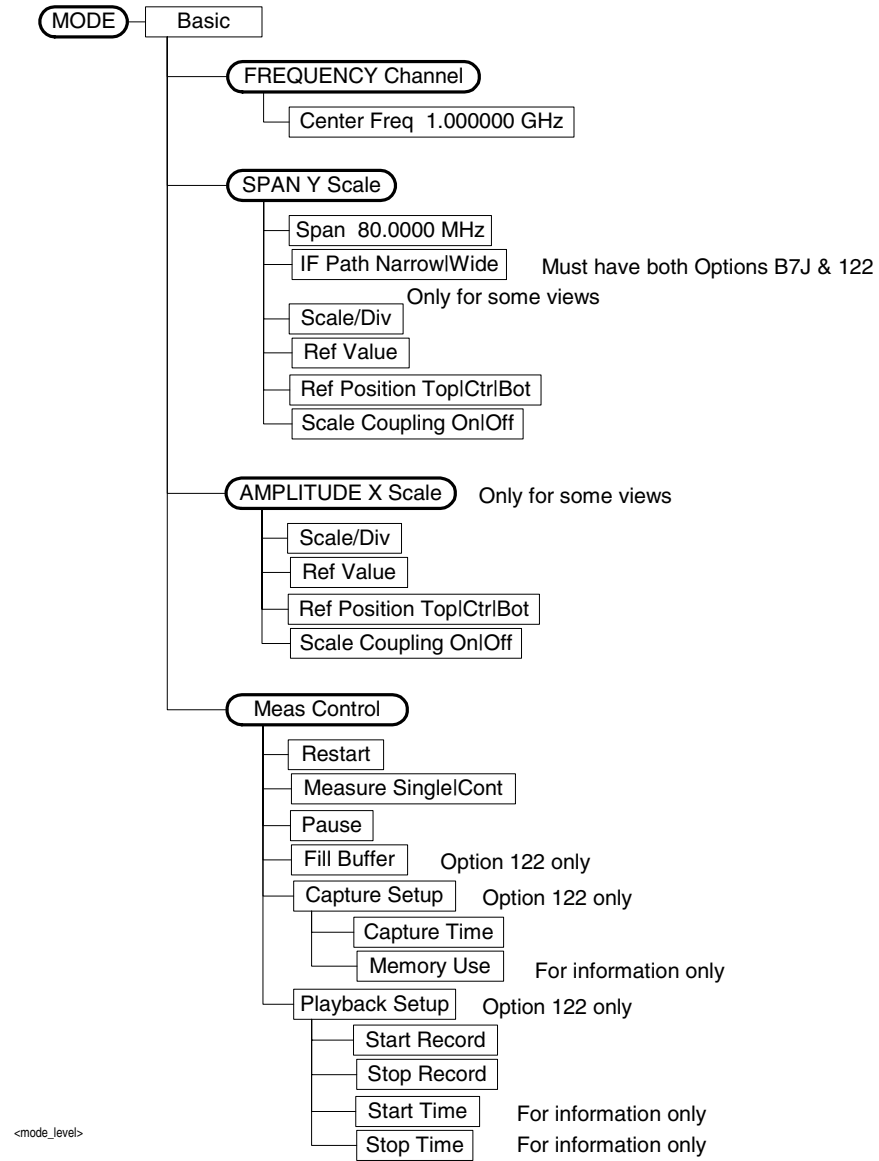 MODE Basic
FREQUENCY Channel
Center Freq 1.000000 GHz
SPAN Y Scale
Span 80.0000 MHz
IF Path Narrow|Wide Must have both Options B7J & 122
Only for some views
Scale/Div
Ref Value
Ref Position Top|Ctr|Bot
Scale Coupling On|Off
AMPLITUDE X Scale Only for some views
Scale/Div
Ref Value
Ref Position Top|Ctr|Bot
Scale Coupling On|Off
Meas Control
Restart
Measure Single|Cont
Pause
Fill Buffer Option 122 only
Capture Setup Option 122 only
Capture Time
Memory Use For information only
Playback Setup Option 122 only
Start Record
Stop Record
Start Time For information only
Stop Time For information only
<mode_level>